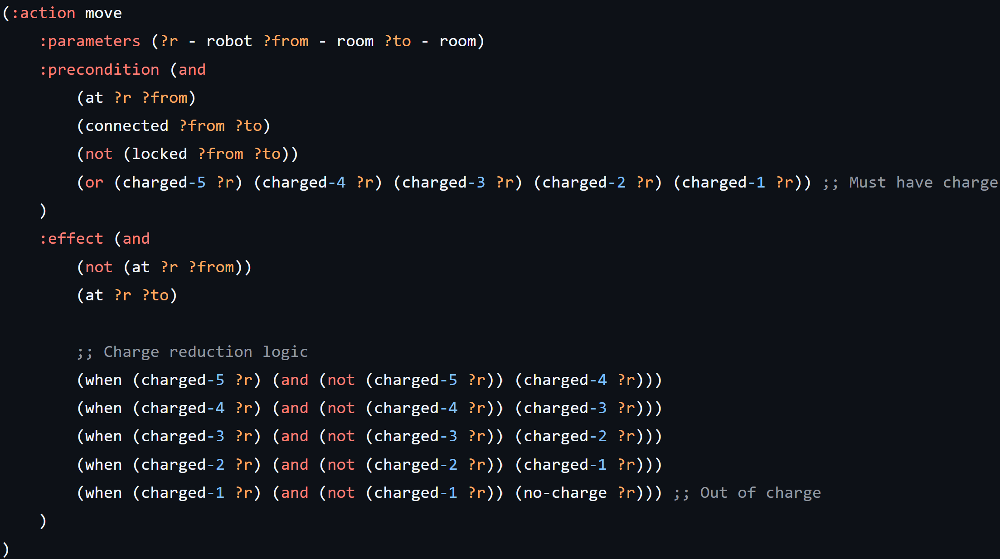 (:action move
    :parameters (?r - robot ?from - room ?to - room)
    :precondition (and
        (at ?r ?from)
        (connected ?from ?to)
        (not (locked ?from ?to))
        (or (charged-5 ?r) (charged-4 ?r) (charged-3 ?r) (charged-2 ?r) (charged-1 ?r)) ;; Must have charge
    )
    :effect (and
        (not (at ?r ?from))
        (at ?r ?to)

        ;; Charge reduction logic
        (when (charged-5 ?r) (and (not (charged-5 ?r)) (charged-4 ?r)))
        (when (charged-4 ?r) (and (not (charged-4 ?r)) (charged-3 ?r)))
        (when (charged-3 ?r) (and (not (charged-3 ?r)) (charged-2 ?r)))
        (when (charged-2 ?r) (and (not (charged-2 ?r)) (charged-1 ?r)))
        (when (charged-1 ?r) (and (not (charged-1 ?r)) (no-charge ?r))) ;; Out of charge
    )
)